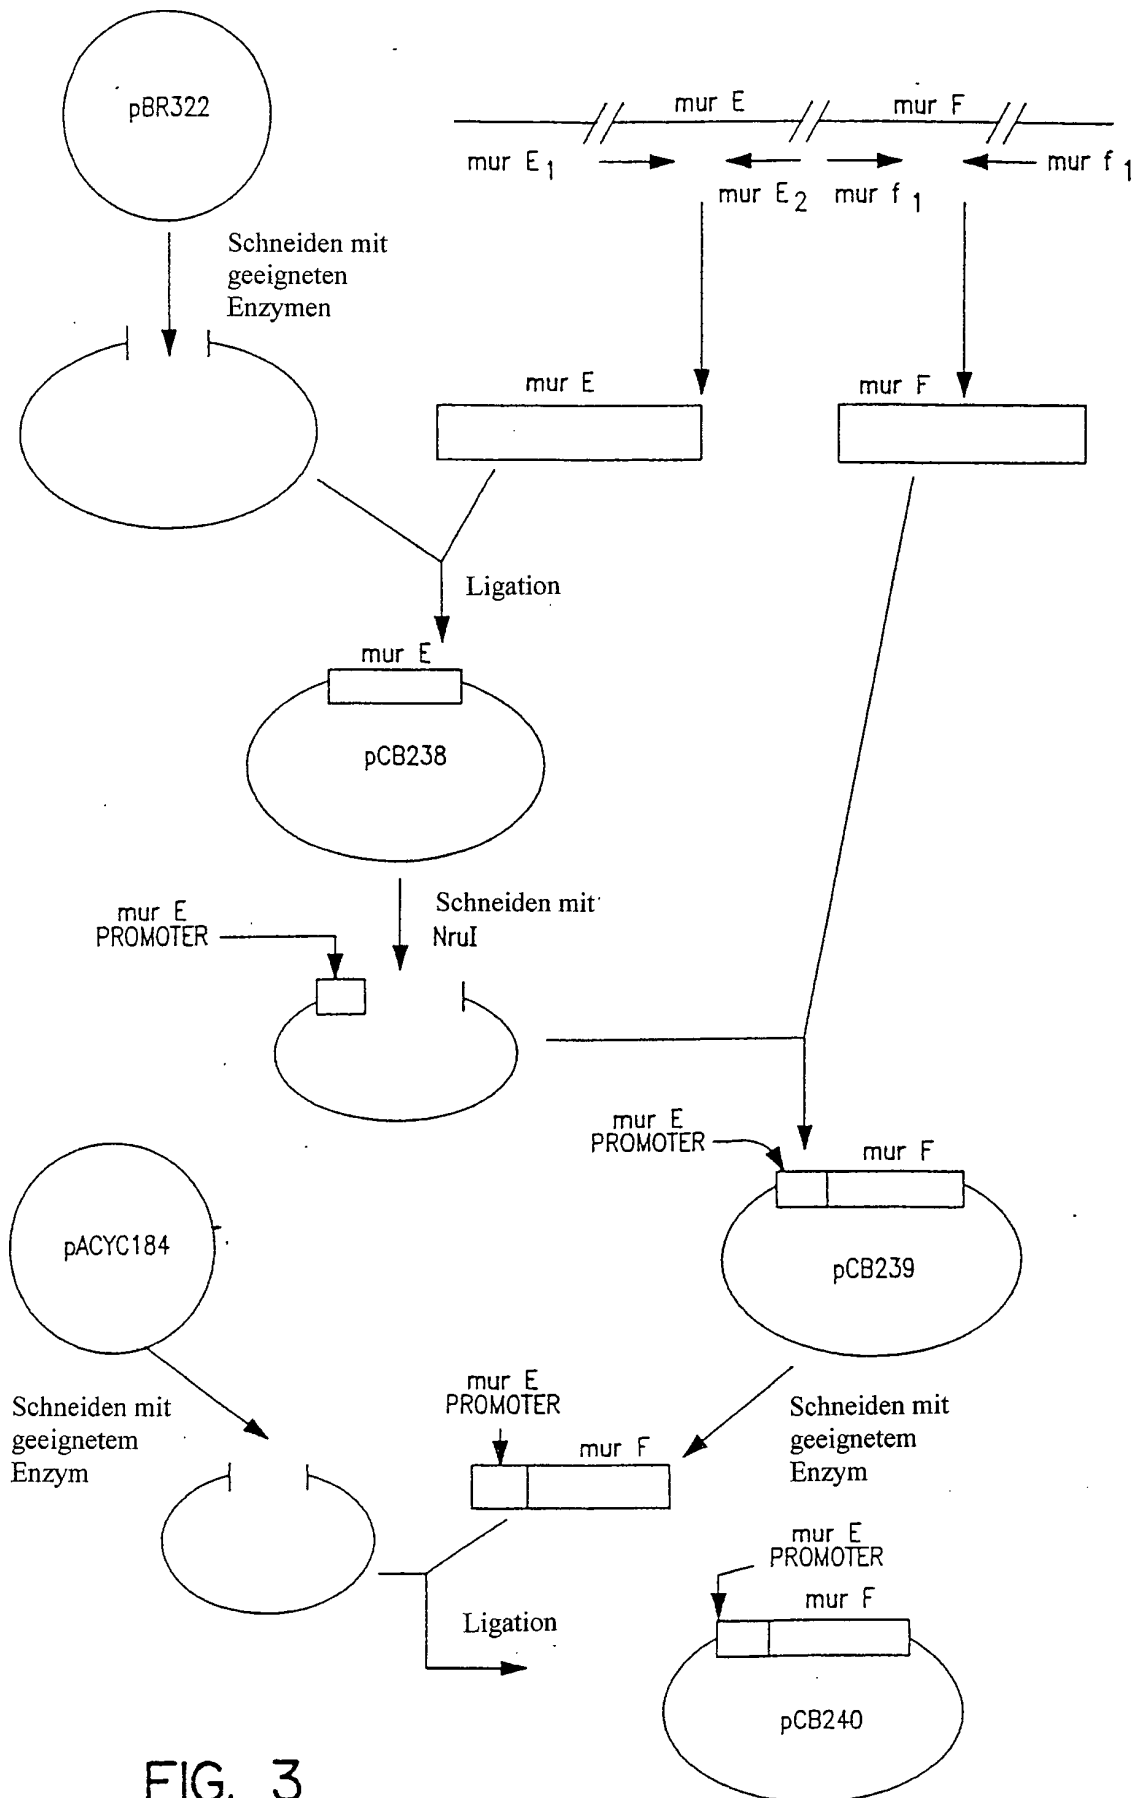 pBR322
mur E
mur F
mur E1
mur E2
mur f1
mur f1
Schneiden mit
geeigneten
Enzymen
mur E
mur F
Ligation
mur E
pCB238
Schneiden mit
NruI
mur E
PROMOTER
mur E
PROMOTER
mur F
pCB239
pACYC184
Schneiden mit
geeignetem
Enzym
mur E
PROMOTER
mur F
Schneiden mit
geeignetem
Enzym
Ligation
mur E
PROMOTER
mur F
pCB240
FIG. 3